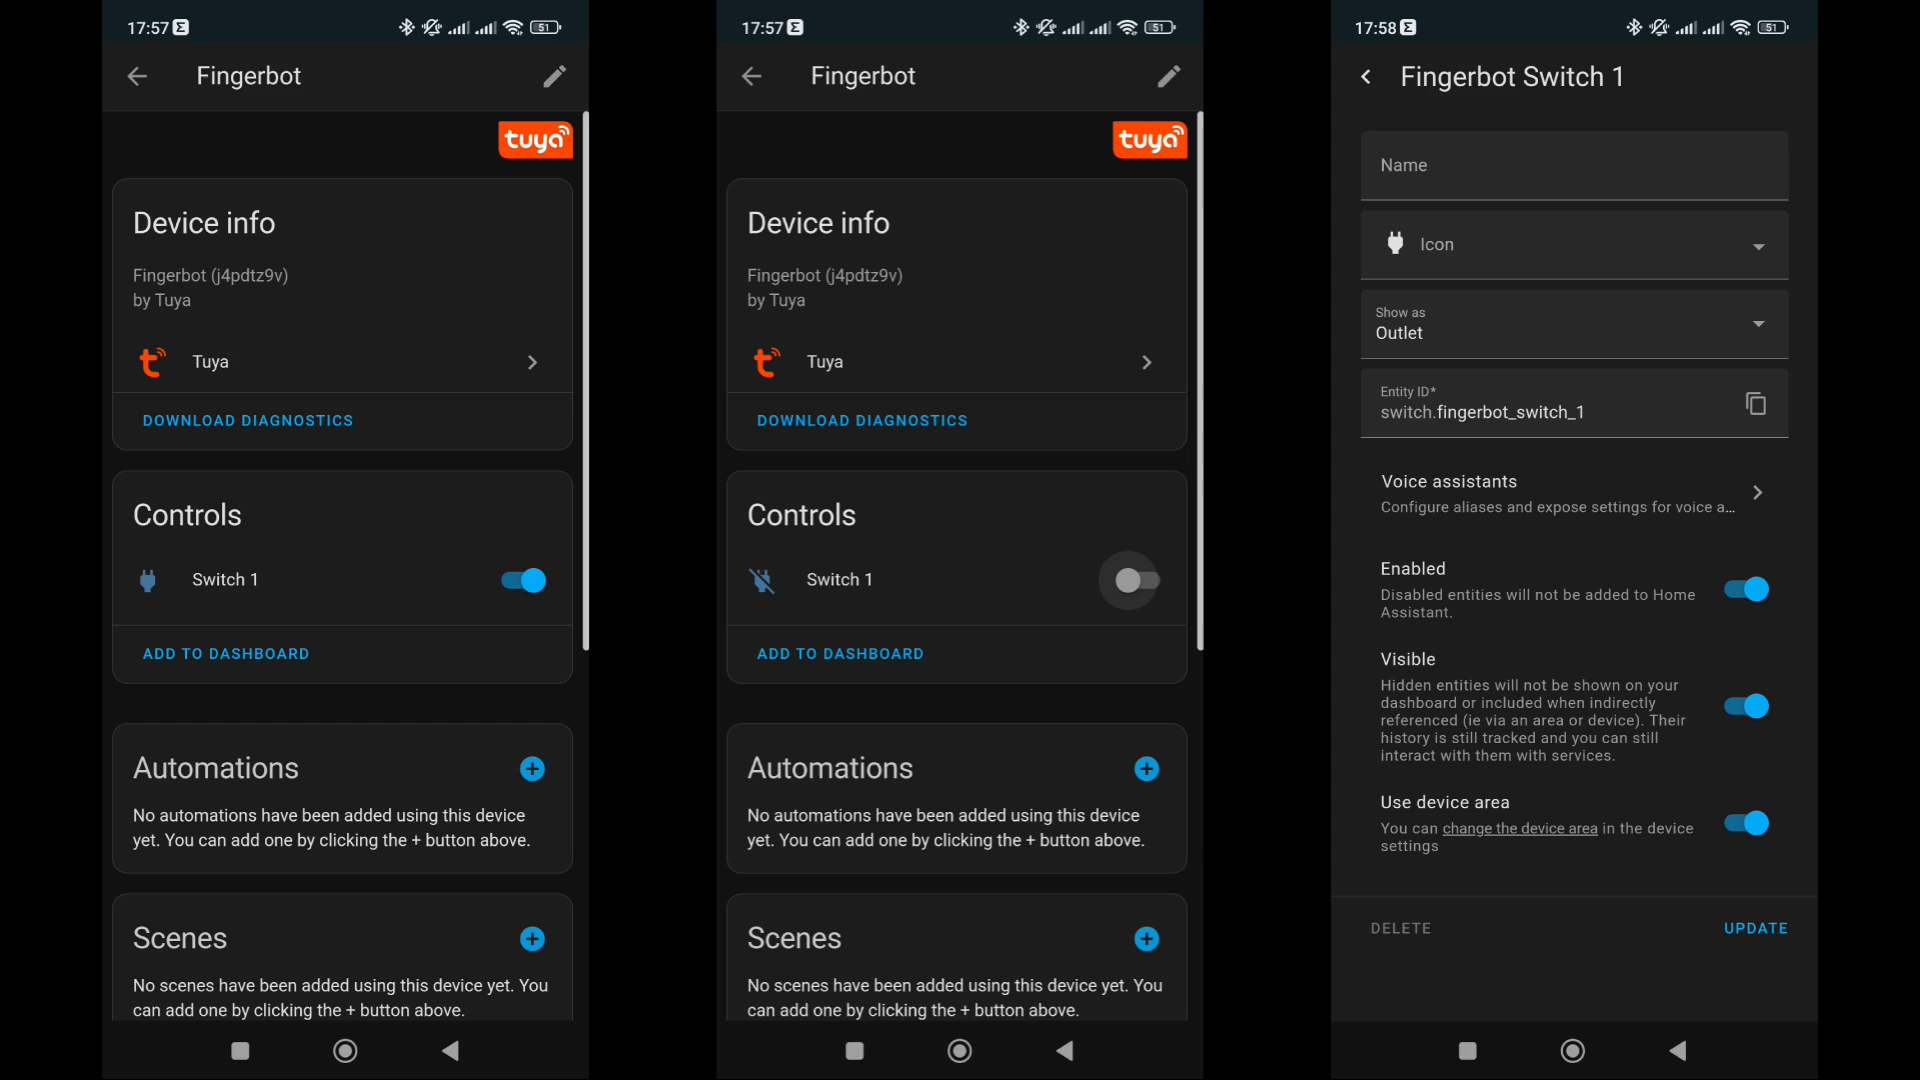 17:57
51
Fingerbot
tuya
Device info
Fingerbot (j4pdtz9v)
by Tuya
Tuya
DOWNLOAD DIAGNOSTICS
Controls
Switch 1
ADD TO DASHBOARD
Automations
No automations have been added using this device
yet. You can add one by clicking the + button above.
Scenes
No scenes have been added using this device yet. You
can add one by clicking the + button above.
17:57
51
Fingerbot
tuya
Device info
Fingerbot (j4pdtz9v)
by Tuya
Tuya
DOWNLOAD DIAGNOSTICS
Controls
Switch 1
ADD TO DASHBOARD
Automations
No automations have been added using this device
yet. You can add one by clicking the + button above.
Scenes
No scenes have been added using this device yet. You
can add one by clicking the + button above.
17:58
51
Fingerbot Switch 1
Name
Icon
Show as
Outlet
Entity ID*
switch.fingerbot_switch_1
Voice assistants
Configure aliases and expose settings for voice a...
Enabled
Disabled entities will not be added to Home
Assistant.
Visible
Hidden entities will not be shown on your
dashboard or included when indirectly
referenced (ie via an area or device). Their
history is still tracked and you can still
interact with them with services.
Use device area
You can change the device area in the device
settings
DELETE
UPDATE